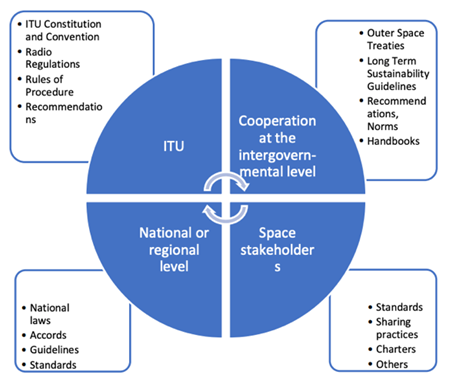 • ITU Constitution
and Convention
• Radio
Regulations
• Rules of
Procedure
• Recommendatio
ns
• Outer Space
Treaties
• Long Term
Sustainability
Guidelines
• Recommend
ations,
Norms
• Handbooks
ITU
Cooperation
at the
intergovern-
mental level
National or
regional
level
Space
stakeholder
s
• National
laws
• Accords
• Guidelines
• Standards
• Standards
• Sharing
practices
• Charters
• Others